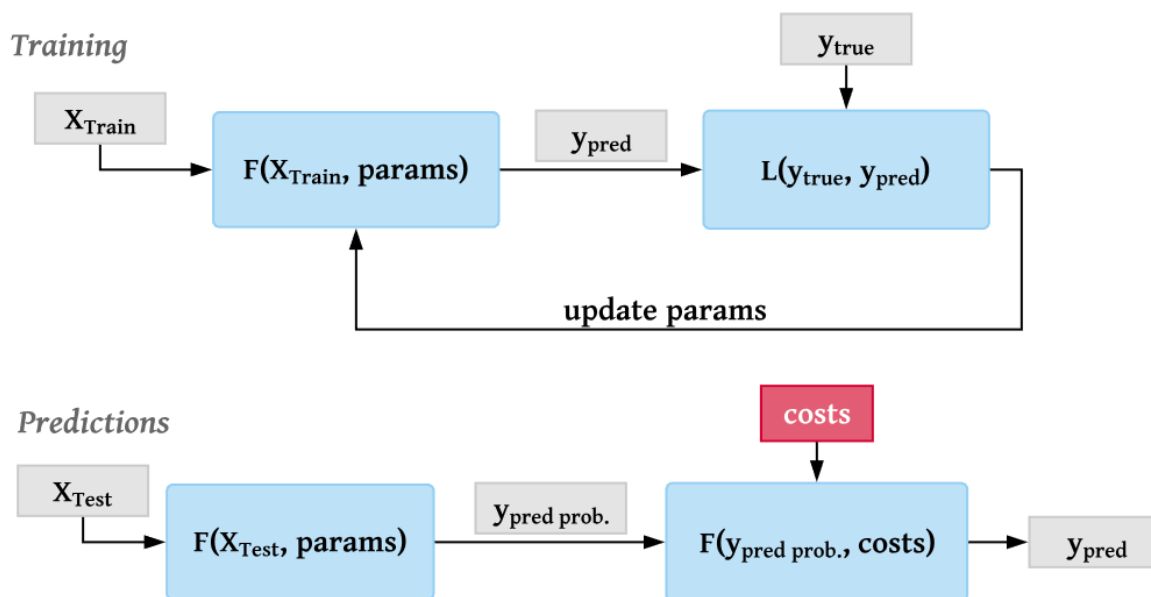 Training
y_true
X_Train
F(X_Train, params)
y_pred
L(y_true, y_pred)
update params
Predictions
costs
X_Test
F(X_Test, params)
y_pred prob.
F(y_pred prob., costs)
y_pred